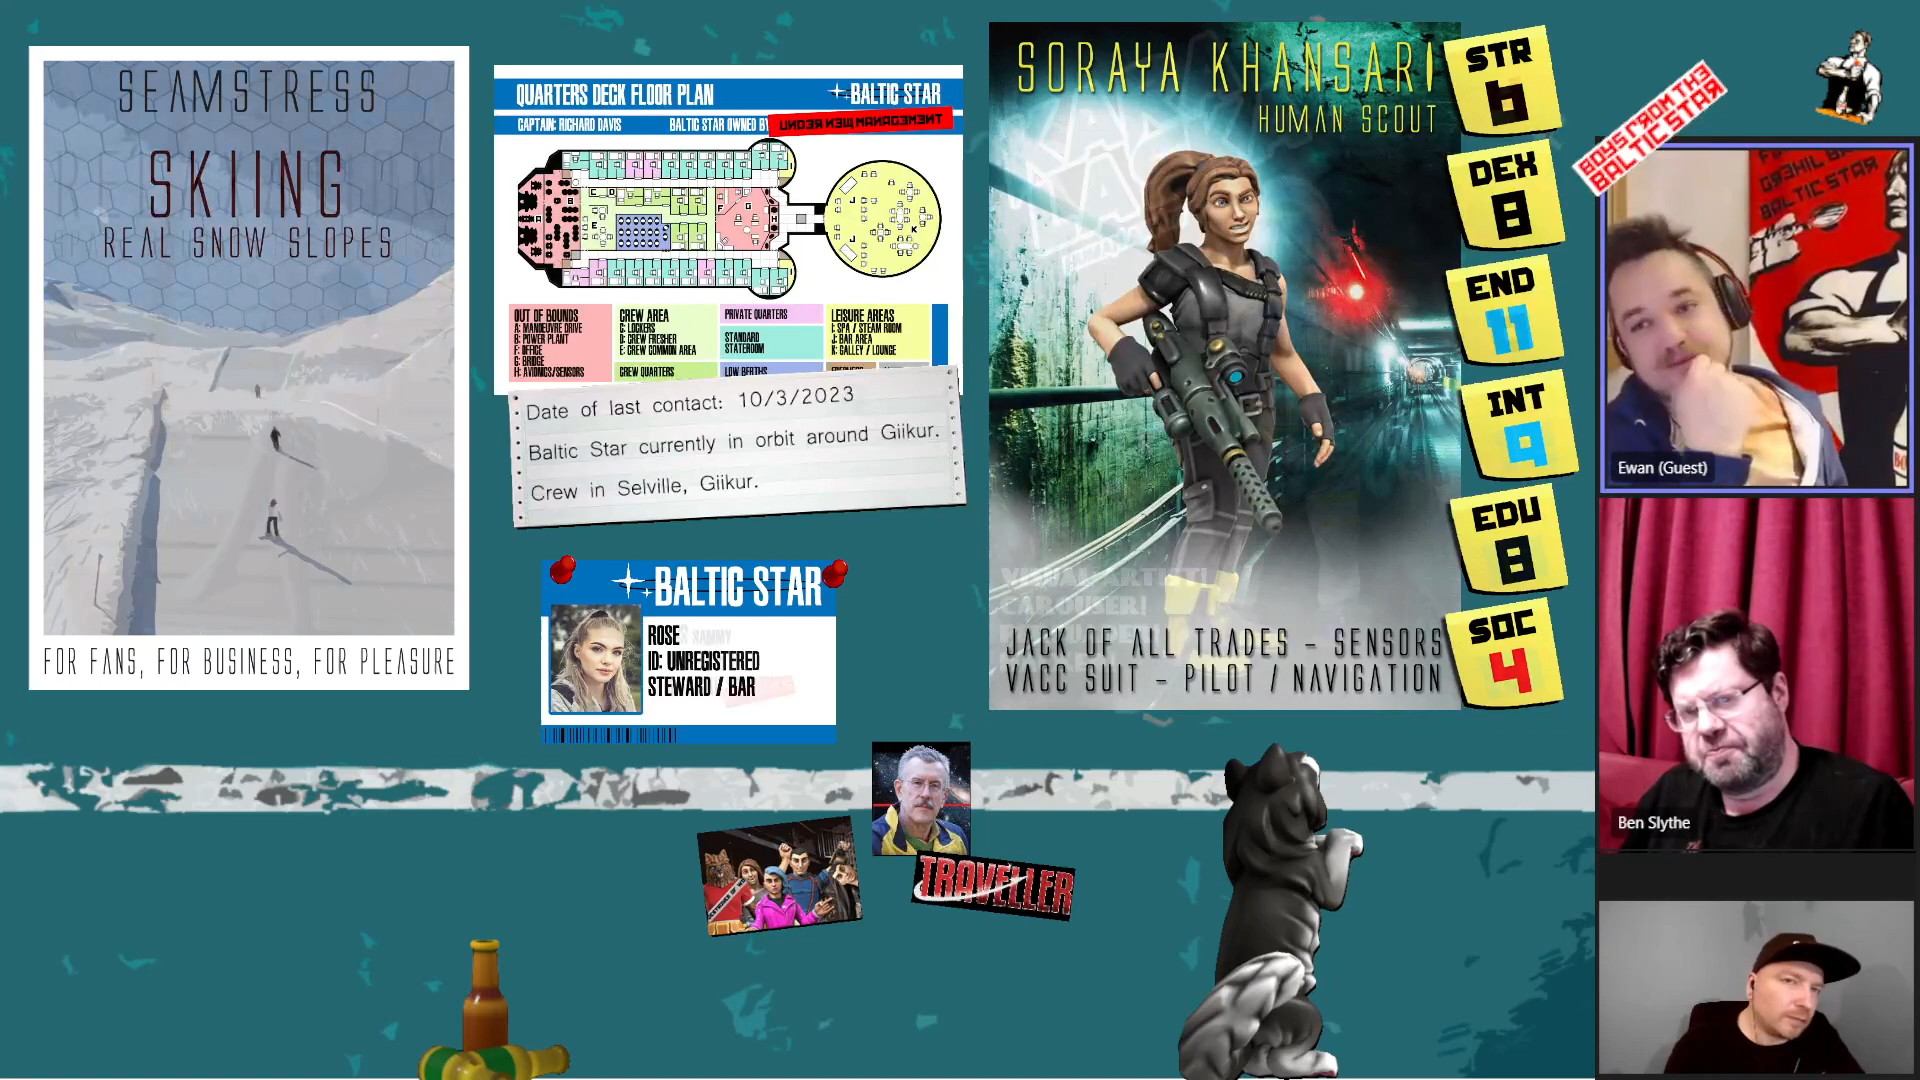 SEAMSTRESS
SKIING
REAL SNOW SLOPES
FOR FANS, FOR BUSINESS, FOR PLEASURE
QUARTERS DECK FLOOR PLAN
BALTIC STAR
CAPTAIN: RICHARD DAVIS
BALTIC STAR OWNED BY
UNDER NEW MANAGEMENT
A
B
C
D
E
F
G
H
J
J
K
OUT OF BOUNDS
A: MANOEUVRE DRIVE
B: POWER PLANT
F: OFFICE
G: BRIDGE
H: AVIONICS/SENSORS
CREW AREA
C: LOCKERS
D: CREW FRESHER
E: CREW COMMON AREA
CREW QUARTERS
PRIVATE QUARTERS
STANDARD
STATEROOM
LOW BERTHS
LEISURE AREAS
I: SPA / STEAM ROOM
J: BAR AREA
K: GALLEY / LOUNGE
Date of last contact: 10/3/2023
Baltic Star currently in orbit around Giikur.
Crew in Selville, Giikur.
BALTIC STAR
ROSE
SAMMY
ID: UNREGISTERED
STEWARD / BAR
TRAVELLER
SORAYA KHANSARI
HUMAN SCOUT
VISUAL ARTIST!
CAROUSER!
JACK OF ALL TRADES - SENSORS
VACC SUIT - PILOT / NAVIGATION
STR
6
DEX
8
END
11
INT
9
EDU
8
SOC
4
BOYS FROM THE
BALTIC STAR
BALTIC STAR
Ewan (Guest)
Ben Slythe